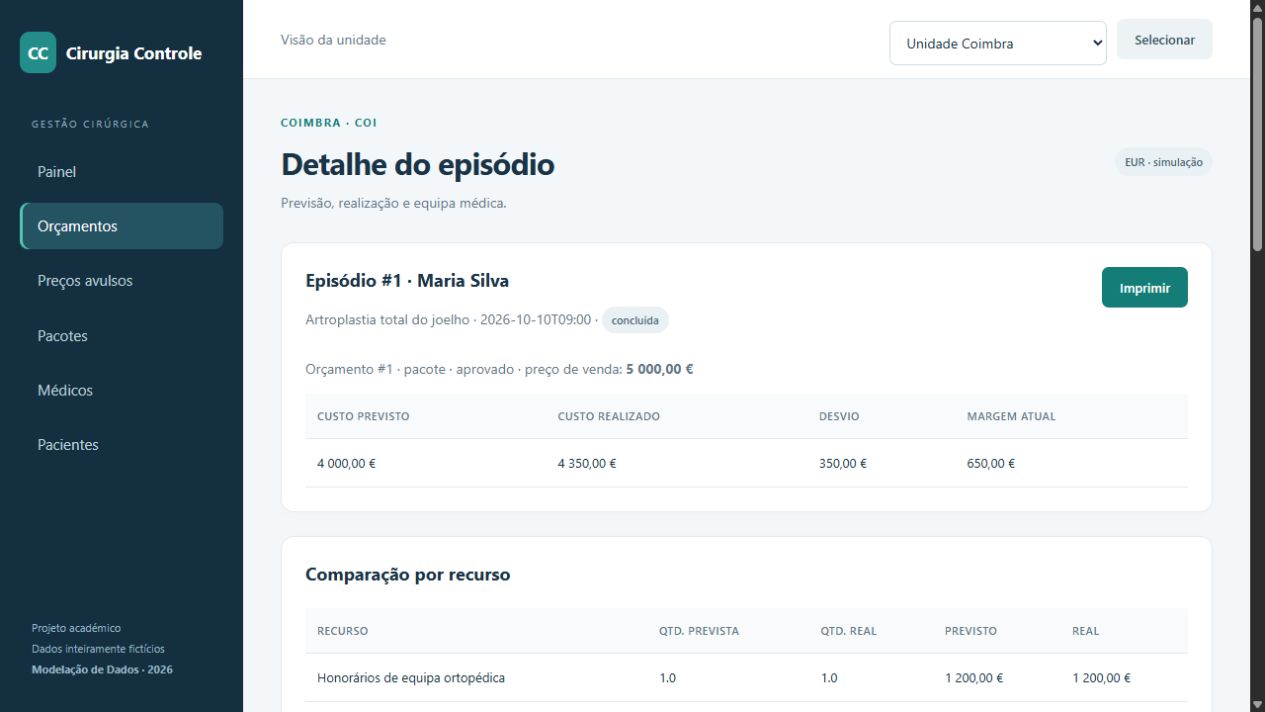 CC Cirurgia Controle
GESTÃO CIRÚRGICA
Painel
Orçamentos
Preços avulsos
Pacotes
Médicos
Pacientes
Projeto académico
Dados inteiramente fictícios
Modelação de Dados · 2026
Visão da unidade
Unidade Coimbra
Selecionar
COIMBRA · COI
Detalhe do episódio
EUR · simulação
Previsão, realização e equipa médica.
Episódio #1 · Maria Silva
Imprimir
Artroplastia total do joelho · 2026-10-10T09:00 · concluída
Orçamento #1 · pacote · aprovado · preço de venda: 5 000,00 €
CUSTO PREVISTO CUSTO REALIZADO DESVIO MARGEM ATUAL
4 000,00 € 4 350,00 € 350,00 € 650,00 €
Comparação por recurso
RECURSO QTD. PREVISTA QTD. REAL PREVISTO REAL
Honorários de equipa ortopédica 1.0 1.0 1 200,00 € 1 200,00 €